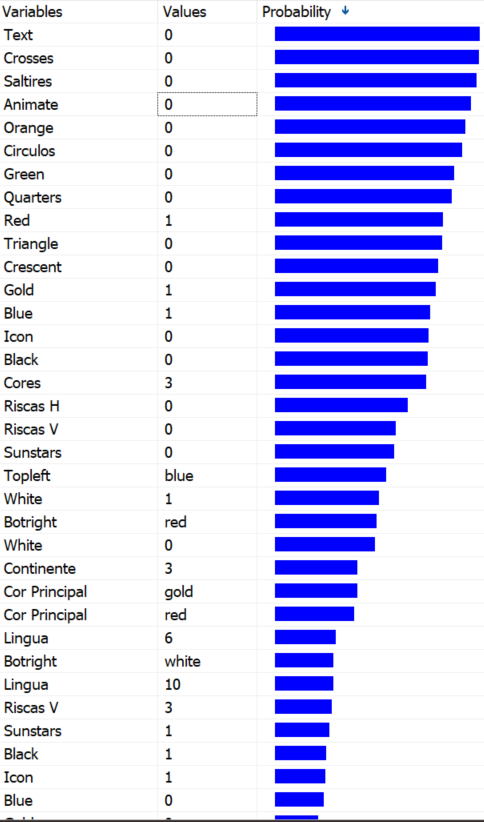 Variables Values Probability
Text 0
Crosses 0
Saltires 0
Animate 0
Orange 0
Circulos 0
Green 0
Quarters 0
Red 1
Triangle 0
Crescent 0
Gold 1
Blue 1
Icon 0
Black 0
Cores 3
Riscas H 0
Riscas V 0
Sunstars 0
Topleft blue
White 1
Botright red
White 0
Continente 3
Cor Principal gold
Cor Principal red
Lingua 6
Botright white
Lingua 10
Riscas V 3
Sunstars 1
Black 1
Icon 1
Blue 0